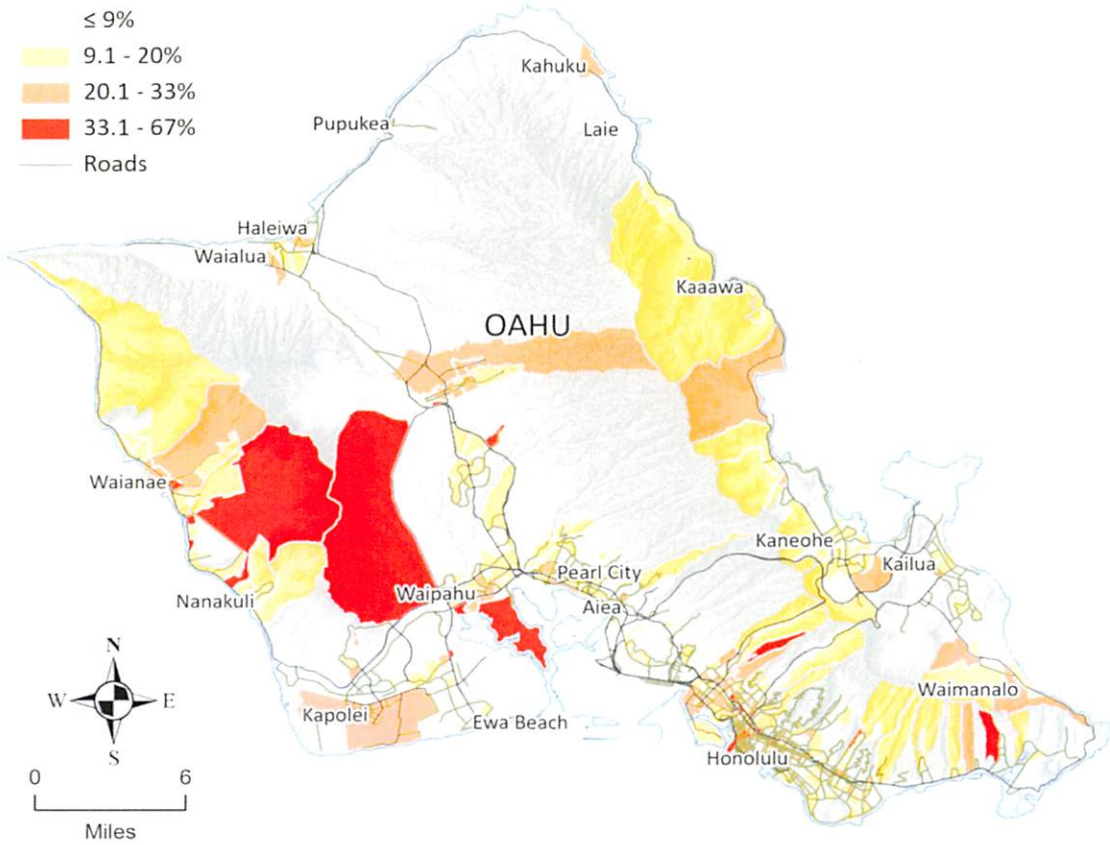 ≤ 9%
9.1 - 20%
20.1 - 33%
33.1 - 67%
Roads
Kahuku
Pupukea
Laie
Haleiwa
Waialua
Kaaawa
OAHU
Waianae
Kaneohe
Kailua
Pearl City
Nanakuli
Waipahu
Aiea
N
W
E
S
Waimanalo
Kapolei
Ewa Beach
Honolulu
0 6
Miles